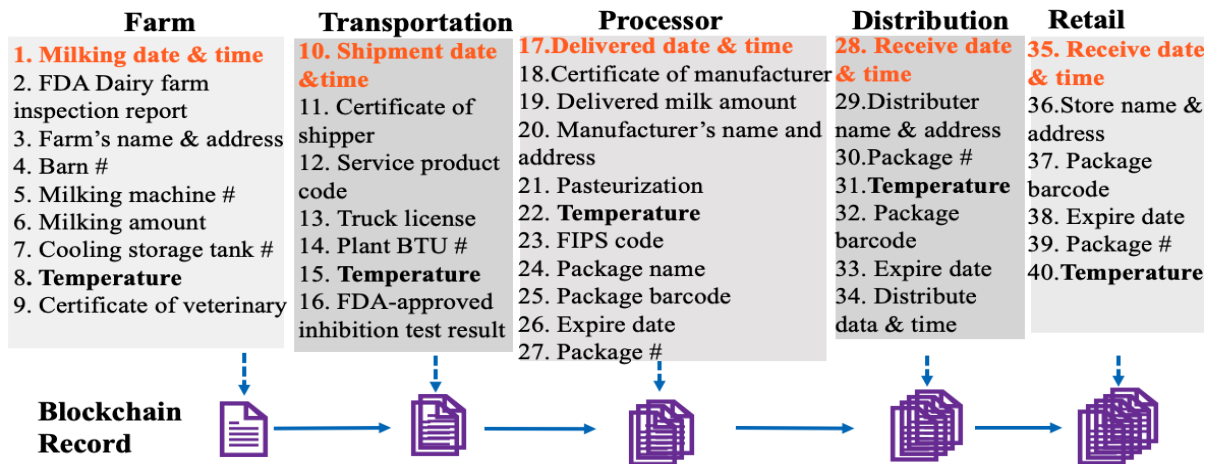 Farm
1. Milking date & time
2. FDA Dairy farm
inspection report
3. Farm's name & address
4. Barn #
5. Milking machine #
6. Milking amount
7. Cooling storage tank #
8. Temperature
9. Certificate of veterinary
Transportation
10. Shipment date
&time
11. Certificate of
shipper
12. Service product
code
13. Truck license
14. Plant BTU #
15. Temperature
16. FDA-approved
inhibition test result
Processor
17.Delivered date & time
18.Certificate of manufacturer
19. Delivered milk amount
20. Manufacturer's name and
address
21. Pasteurization
22. Temperature
23. FIPS code
24. Package name
25. Package barcode
26. Expire date
27. Package #
Distribution
28. Receive date
& time
29.Distributer
name & address
30.Package #
31.Temperature
32. Package
barcode
33. Expire date
34. Distribute
data & time
Retail
35. Receive date
& time
36.Store name &
address
37. Package
barcode
38. Expire date
39. Package #
40.Temperature
Blockchain
Record